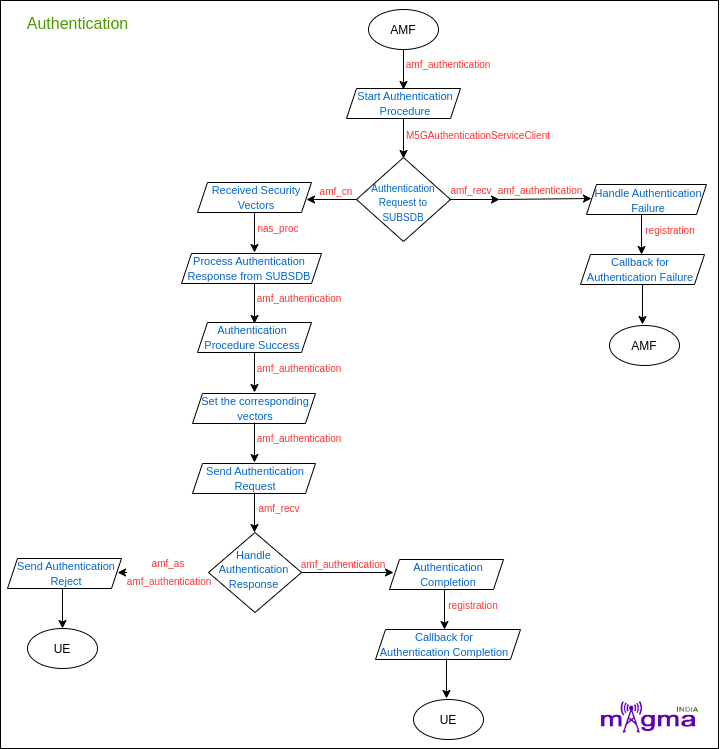 Authentication
AMF
amf_authentication
Start Authentication
Procedure
M5GAuthenticationServiceClient
Authentication
Request to
SUBSDB
amf_cn
amf_recv
amf_authentication
Received Security
Vectors
Handle Authentication
Failure
nas_proc
registration
Process Authentication
Response from SUBSDB
Callback for
Authentication Failure
amf_authentication
AMF
Authentication
Procedure Success
amf_authentication
Set the corresponding
vectors
amf_authentication
Send Authentication
Request
amf_recv
Handle
Authentication
Response
amf_as
amf_authentication
amf_authentication
Send Authentication
Reject
Authentication
Completion
registration
UE
Callback for
Authentication Completion
UE
INDIA
magma